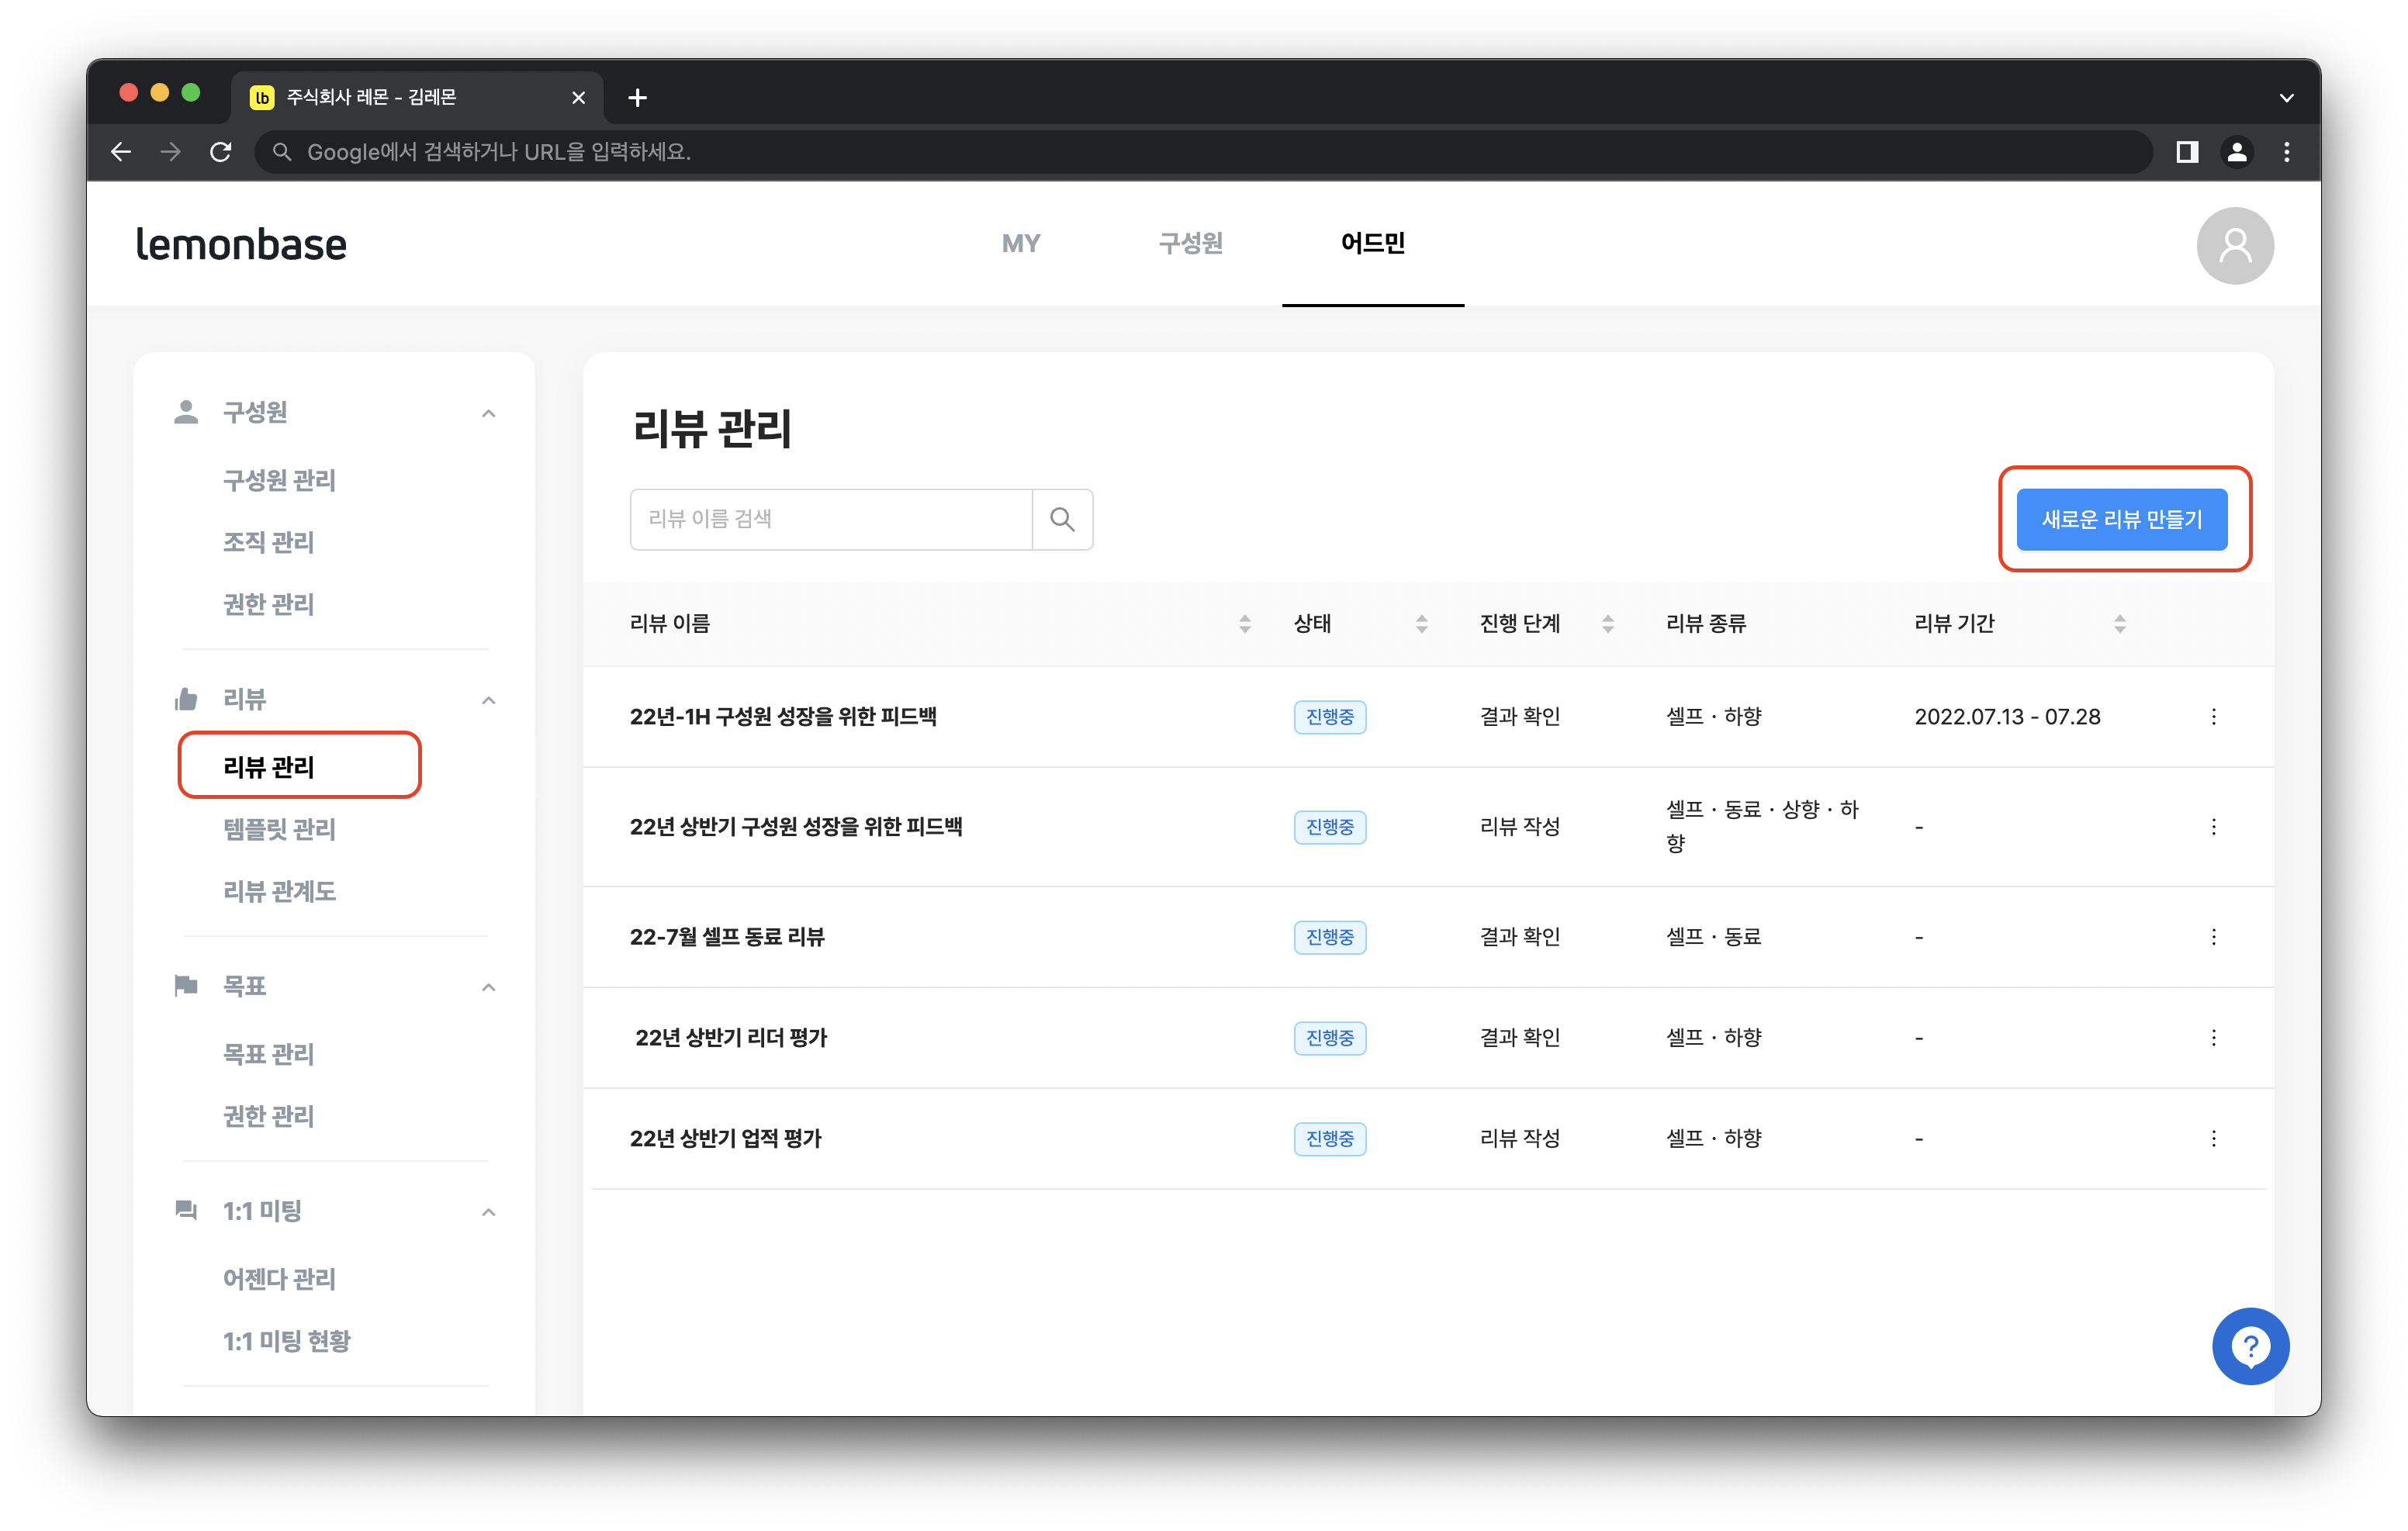 lb 주식회사 레몬 - 김레몬
Google에서 검색하거나 URL을 입력하세요.
lemonbase
MY 구성원 어드민
구성원
구성원 관리
조직 관리
권한 관리
리뷰
리뷰 관리
템플릿 관리
리뷰 관계도
목표
목표 관리
권한 관리
1:1 미팅
어젠다 관리
1:1 미팅 현황
리뷰 관리
리뷰 이름 검색
새로운 리뷰 만들기
리뷰 이름 상태 진행 단계 리뷰 종류 리뷰 기간
22년-1H 구성원 성장을 위한 피드백 진행중 결과 확인 셀프 · 하향 2022.07.13 - 07.28
22년 상반기 구성원 성장을 위한 피드백 진행중 리뷰 작성 셀프 · 동료 · 상향 · 하
향 -
22-7월 셀프 동료 리뷰 진행중 결과 확인 셀프 · 동료 -
22년 상반기 리더 평가 진행중 결과 확인 셀프 · 하향 -
22년 상반기 업적 평가 진행중 리뷰 작성 셀프 · 하향 -
?